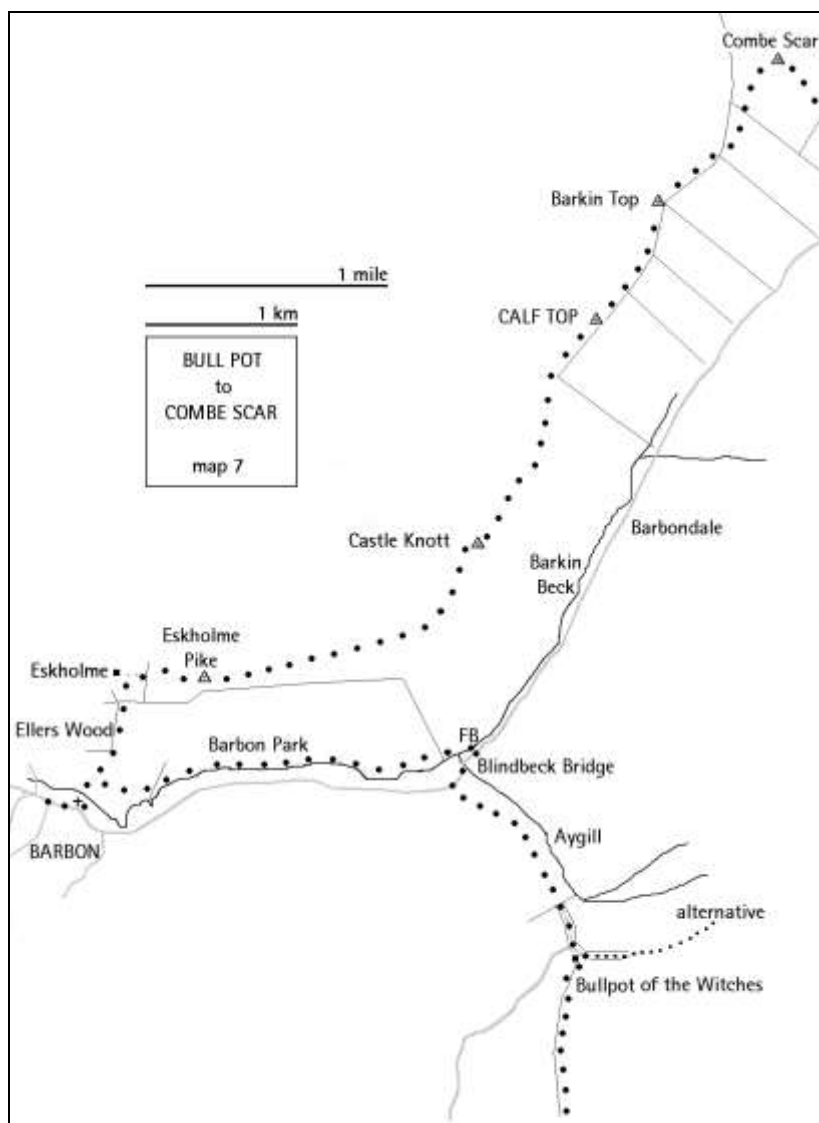 Combe Scar
Barkin Top
1 mile
1 km
CALF TOP
BULL POT
to
COMBE SCAR
map 7
Castle Knott
Barbondale
Barkin
Beck
Eskholme
Pike
Eskholme
Ellers Wood
Barbon Park
FB
Blindbeck Bridge
BARBON
Aygill
alternative
Bullpot of the Witches